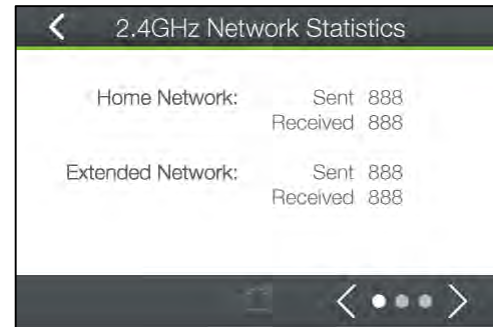 2.4GHz Network Statistics
Home Network: Sent 888
Received 888
Extended Network: Sent 888
Received 888